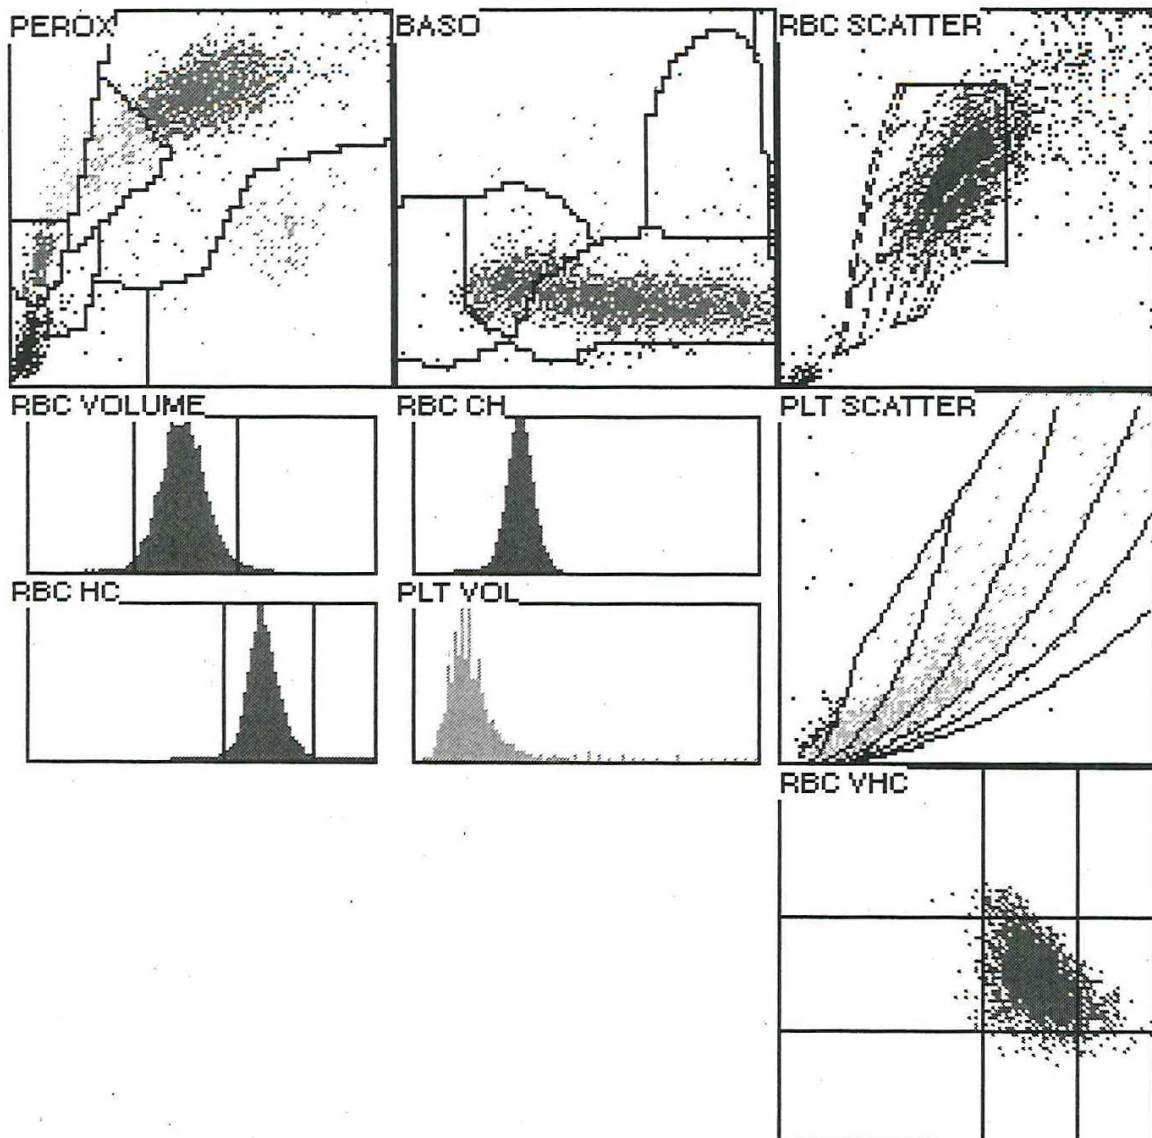 PEROX
BASO
RBC SCATTER
RBC VOLUME
RBC CH
PLT SCATTER
RBC HC
PLT VOL
RBC VHC